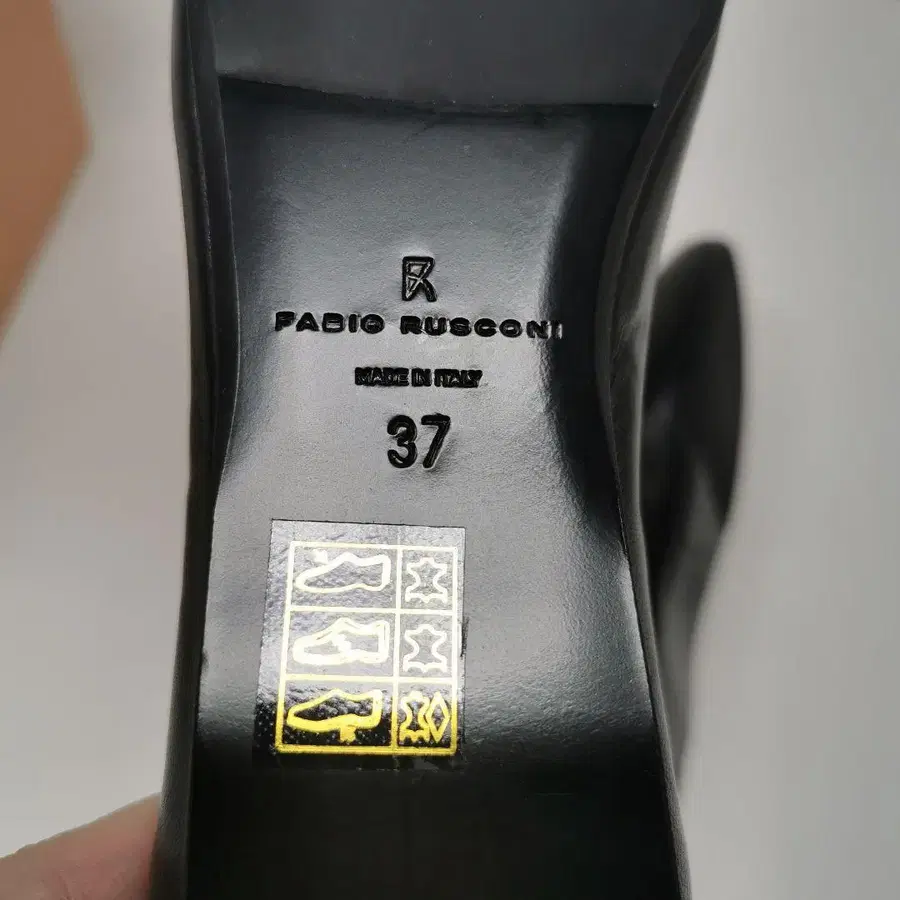 FABIO RUSCONI
MADE IN ITALY
37